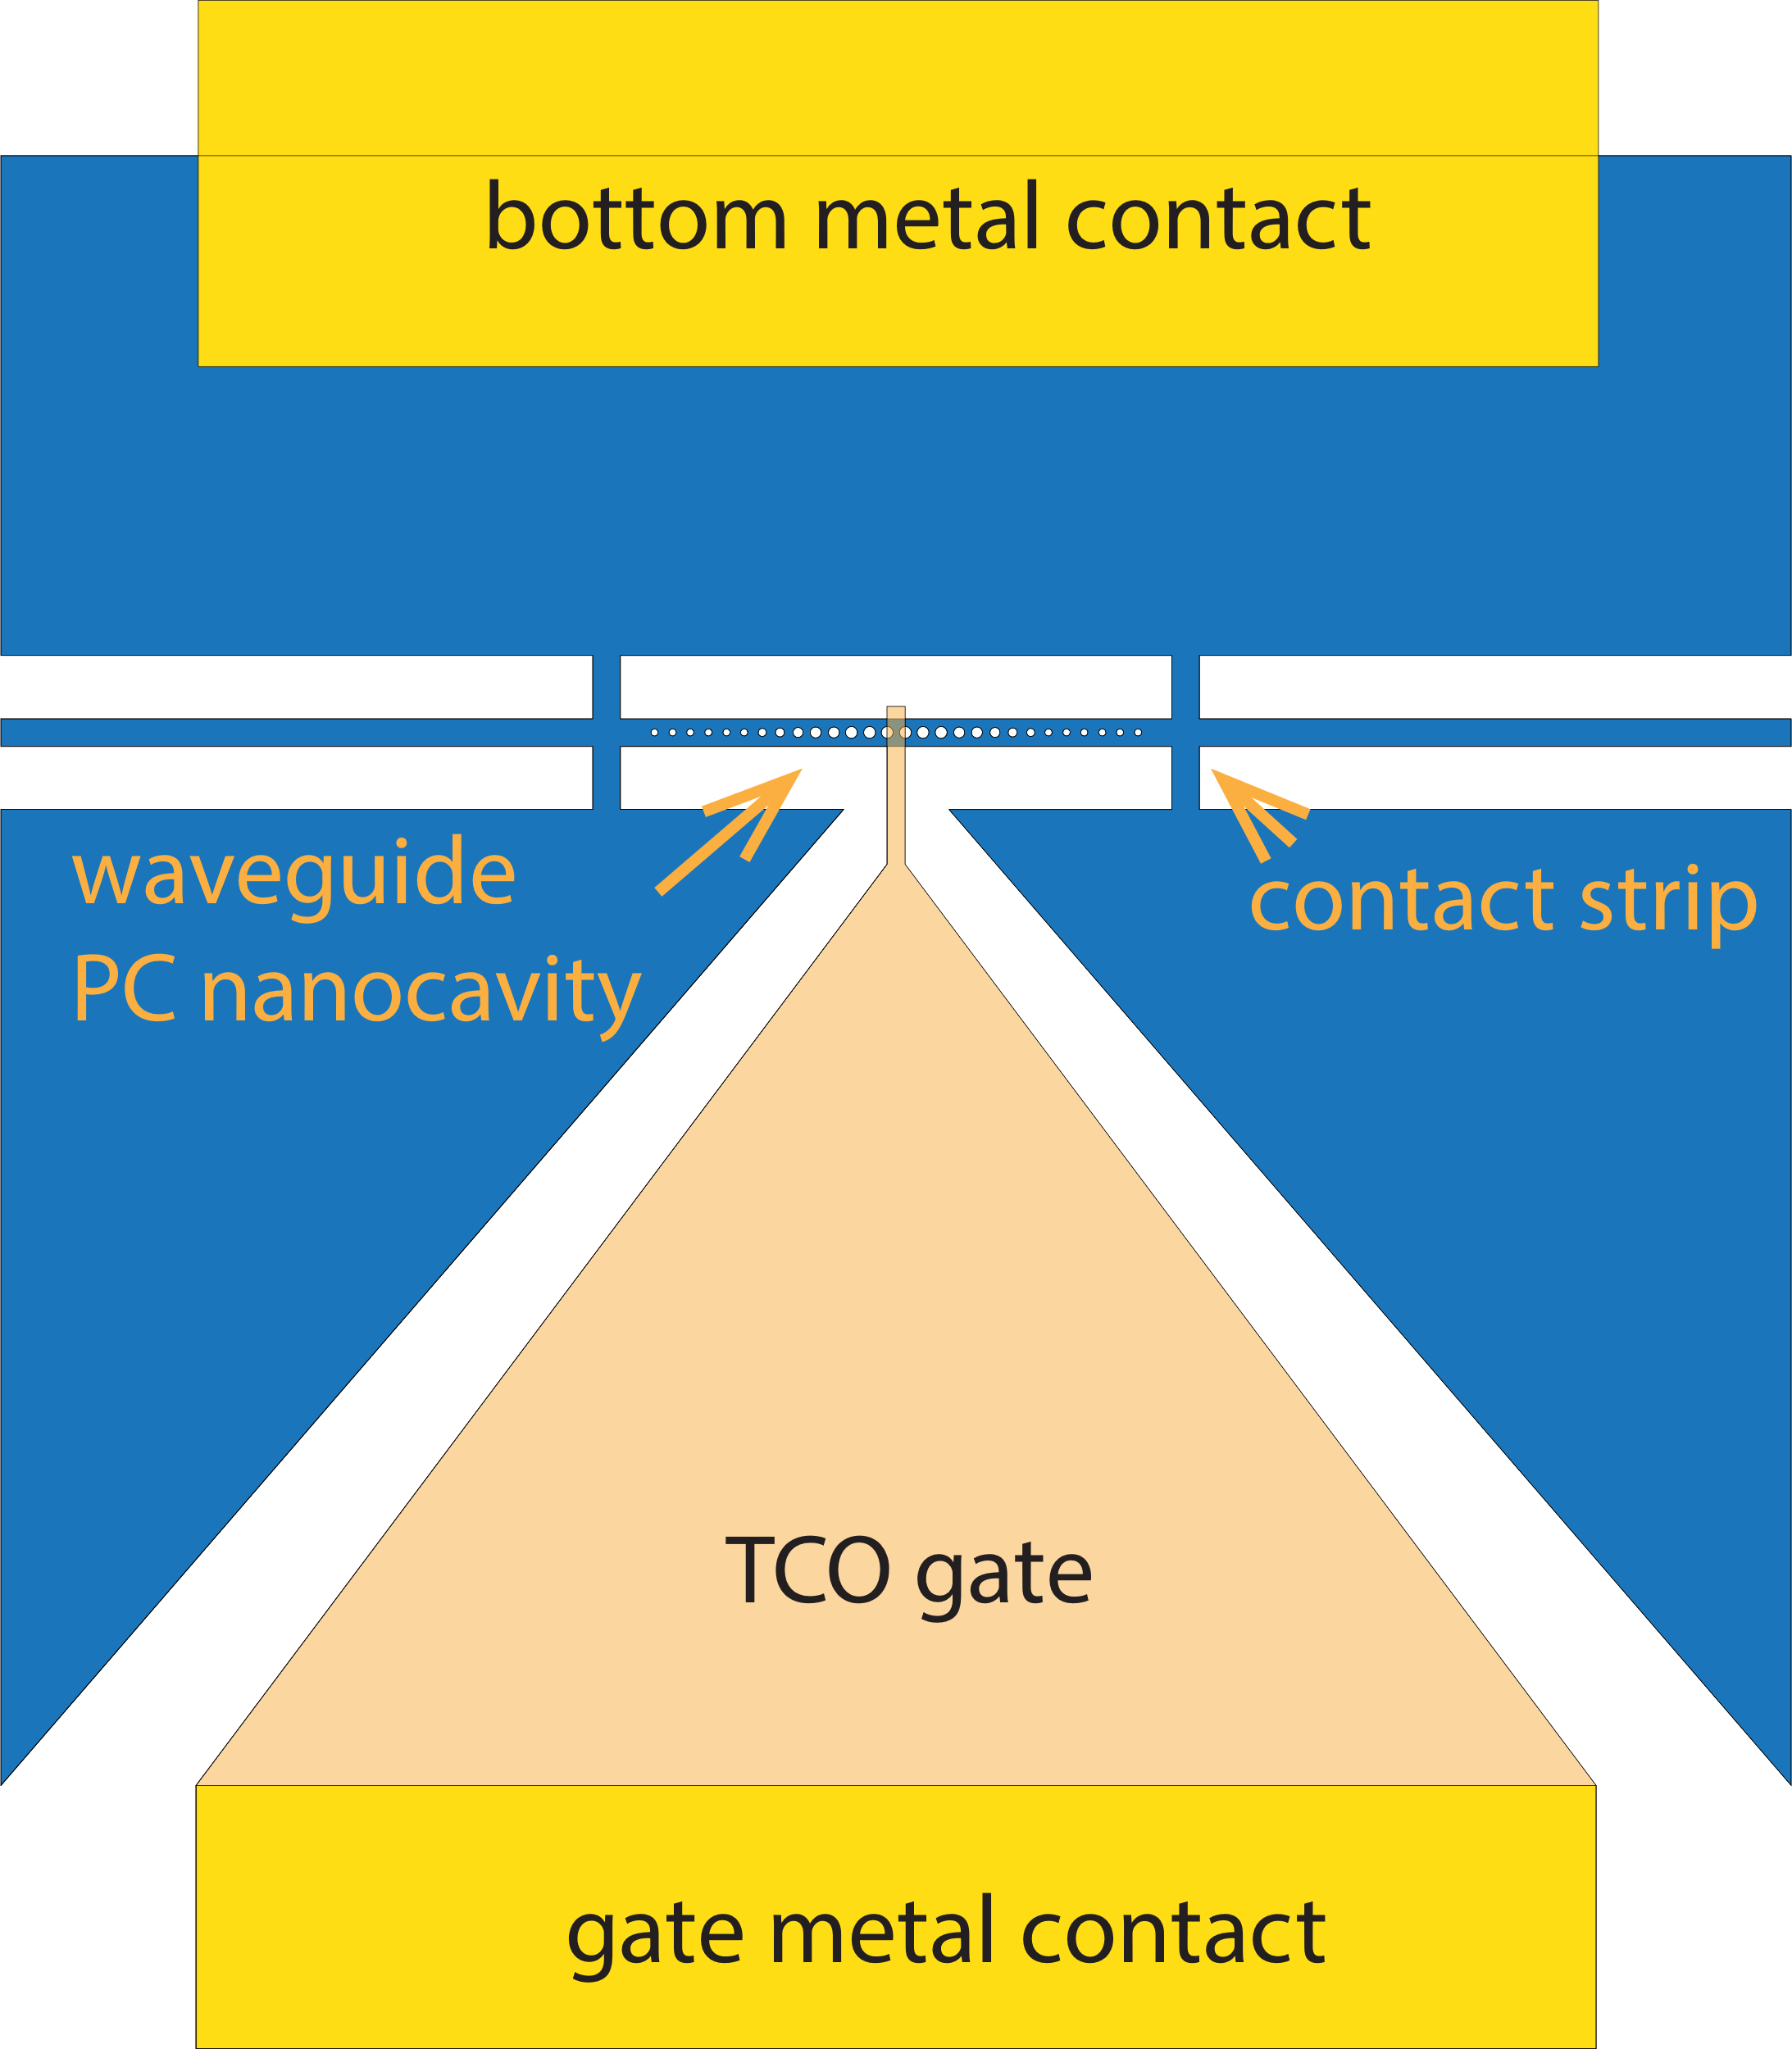 bottom metal contact
waveguide
PC nanocavity
contact strip
TCO gate
gate metal contact